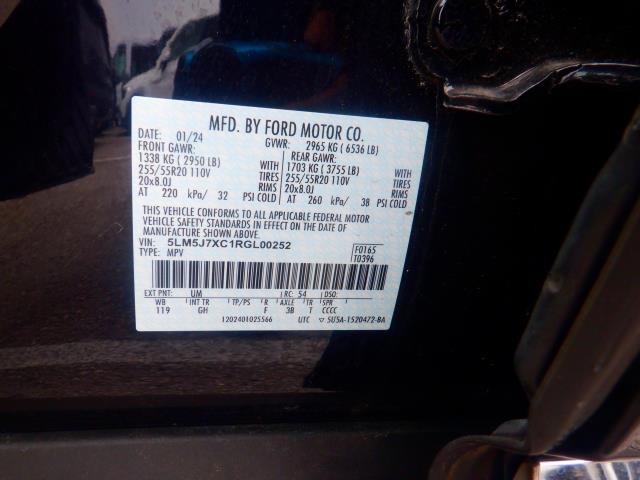 MFD. BY FORD MOTOR CO.
DATE: 01/24 GVWR: 2965 KG ( 6536 LB)
FRONT GAWR: REAR GAWR:
1338 KG ( 2950 LB) WITH 1703 KG ( 3755 LB) WITH
255/55R20 110V TIRES 255/55R20 110V TIRES
20x8.0J RIMS 20x8.0J RIMS
AT 220 kPa/ 32 PSI COLD AT 260 kPa/ 38 PSI COLD
THIS VEHICLE CONFORMS TO ALL APPLICABLE FEDERAL MOTOR
VEHICLE SAFETY STANDARDS IN EFFECT ON THE DATE OF
MANUFACTURE SHOWN ABOVE.
VIN: 5LM5J7XC1RGL00252 F0165
TYPE: MPV T0396
EXT PNT: UM RC: 54 DSO:
WB INT TR TP/PS R AXLE TR SPR
119 GH F 3B T CCCC
1202401025566 UTC ▽ 5U5A-1520472-BA